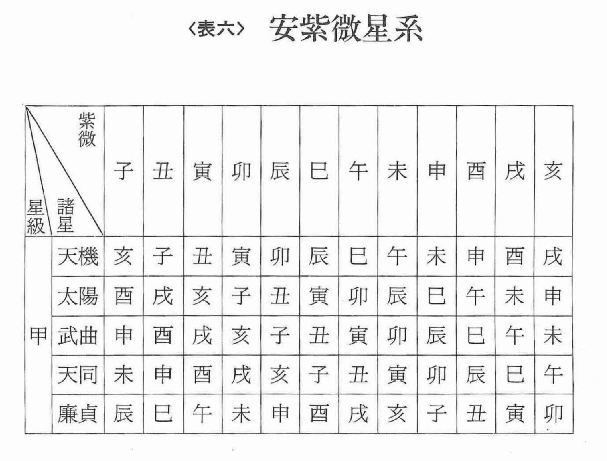 〈表六〉 安紫微星系
紫微 子 丑 寅 卯 辰 巳 午 未 申 酉 戌 亥
星級 諸星
甲 天機 亥 子 丑 寅 卯 辰 巳 午 未 申 酉 戌
太陽 酉 戌 亥 子 丑 寅 卯 辰 巳 午 未 申
武曲 申 酉 戌 亥 子 丑 寅 卯 辰 巳 午 未
天同 未 申 酉 戌 亥 子 丑 寅 卯 辰 巳 午
廉貞 辰 巳 午 未 申 酉 戌 亥 子 丑 寅 卯